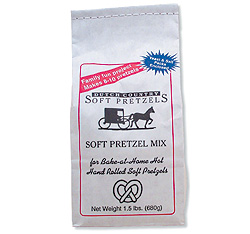 Family fun project
Makes 8-10 pretzels
DUTCH COUNTRY
SOFT PRETZELS
SOFT PRETZEL MIX
for Bake-at-Home Hot
Hand Rolled Soft Pretzels
Net Weight 1.5 lbs. (680g)